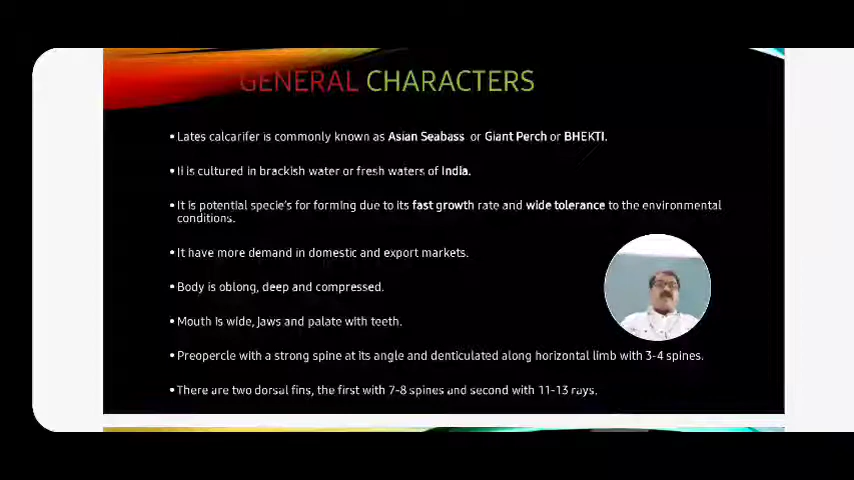 GENERAL CHARACTERS
• Lates calcarifer is commonly known as Asian Seabass or Giant Perch or BHEKTI.
• Ii is cultured in brackish water or fresh waters of India.
• It is potential specie's for forming due to its fast growth rate and wide tolerance to the environmental
conditions.
• It have more demand in domestic and export markets.
• Body is oblong, deep and compressed.
• Mouth is wide, jaws and palate with teeth.
• Preopercle with a strong spine at its angle and denticulated along horizontal limb with 3-4 spines.
• There are two dorsal fins, the first with 7-8 spines and second with 11-13 rays.